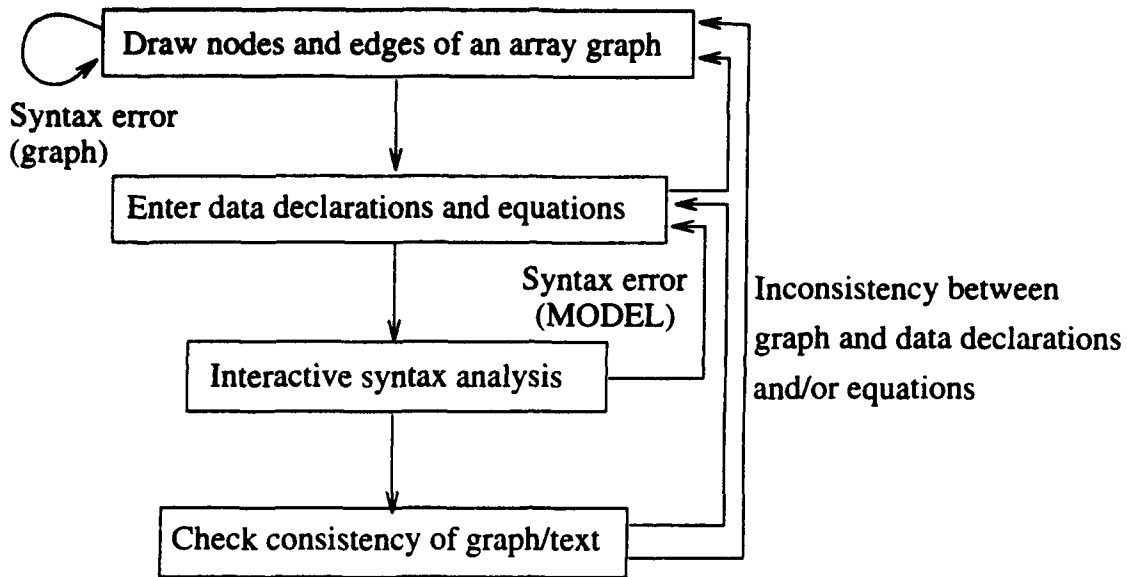 Draw nodes and edges of an array graph
Syntax error
(graph)
Enter data declarations and equations
Syntax error
(MODEL)
Inconsistency between
graph and data declarations
and/or equations
Interactive syntax analysis
Check consistency of graph/text